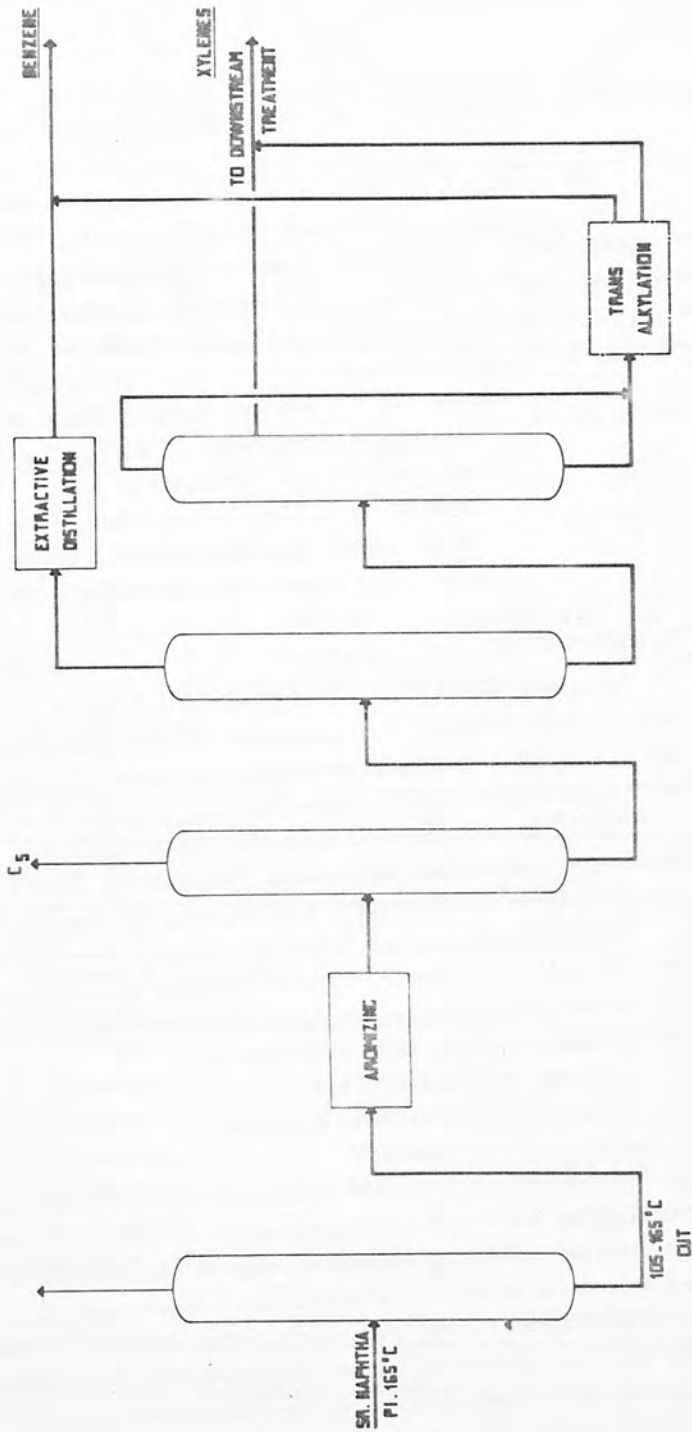 SR. NAPHTHA
PI. 165°C
105-165°C
CUT
AROMIZING
C5
EXTRACTIVE
DISTILLATION
TRANS
ALKYLATION
BENZENE
XYLENES
TO DOWNSTREAM
TREATMENT